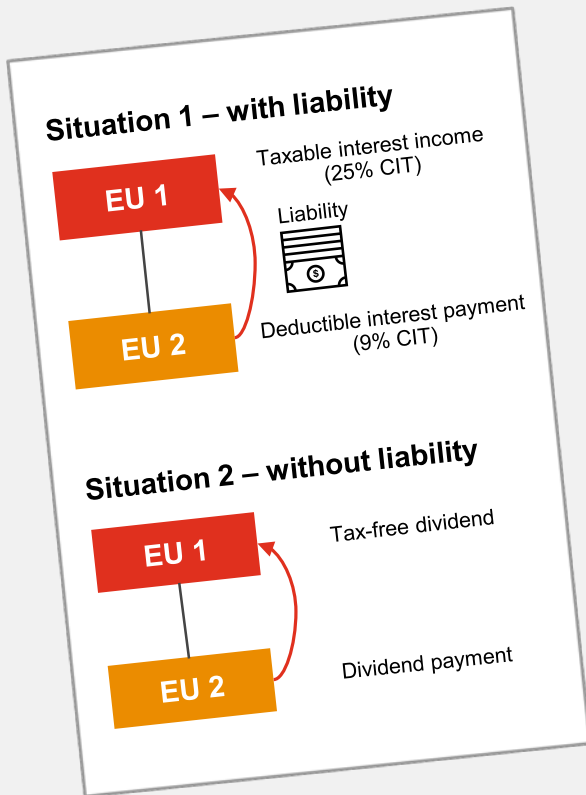 Situation 1 – with liability
Taxable interest income
(25% CIT)
EU 1
Liability
$
Deductible interest payment
(9% CIT)
EU 2
Situation 2 – without liability
Tax-free dividend
EU 1
Dividend payment
EU 2